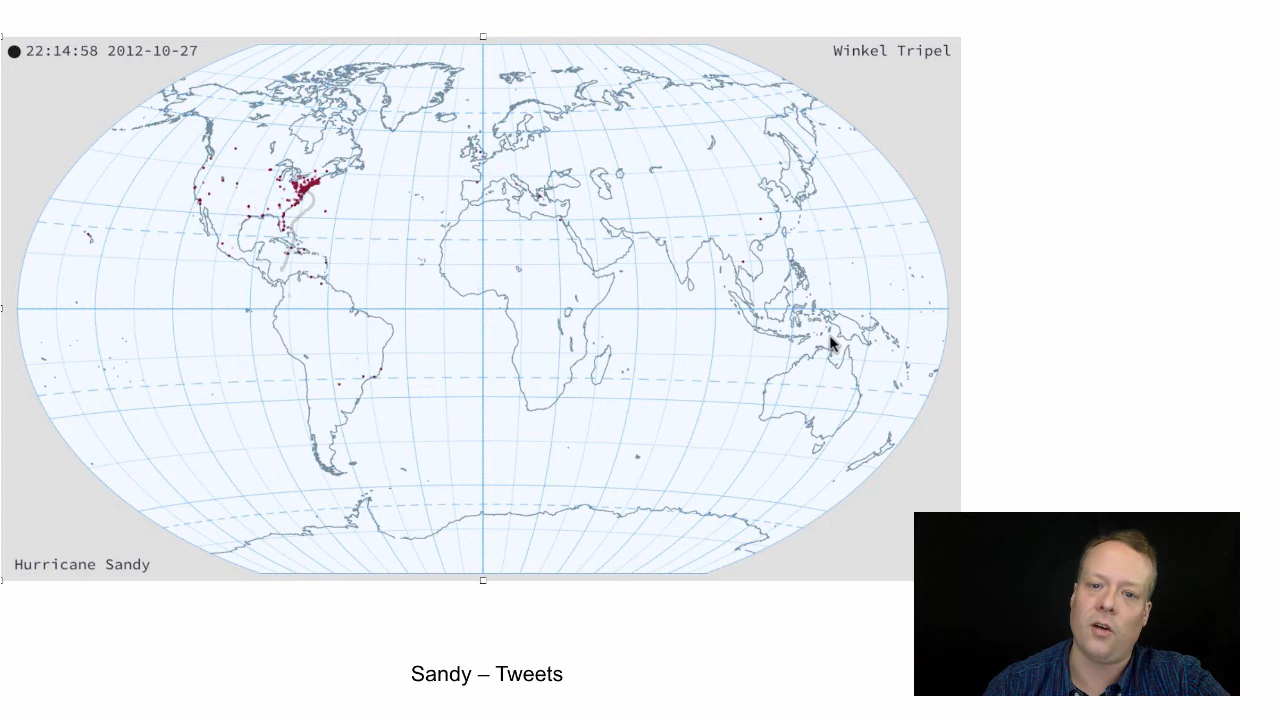 22:14:58 2012-10-27
Winkel Tripel
Hurricane Sandy
Sandy – Tweets